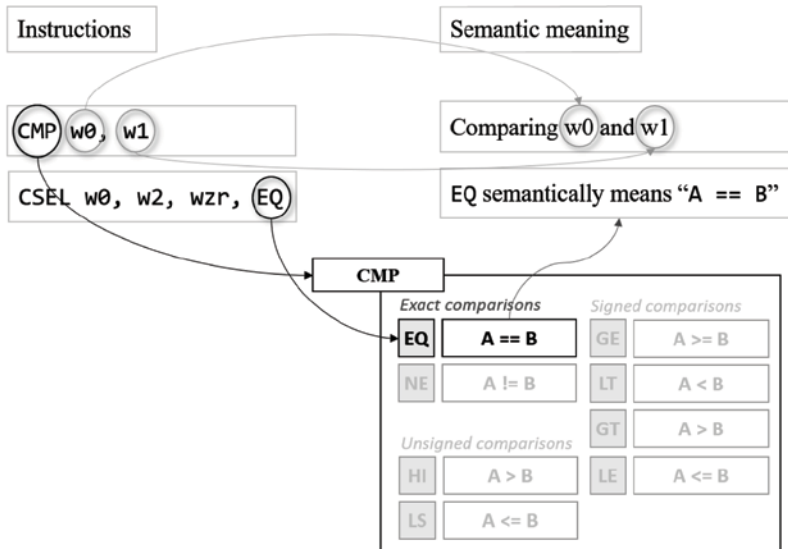 Instructions
Semantic meaning
CMP w0, w1
Comparing w0 and w1
CSEL w0, w2, wzr, EQ
EQ semantically means “A == B”
CMP
Exact comparisons
EQ A == B
NE A != B
Signed comparisons
GE A >= B
LT A < B
GT A > B
LE A <= B
Unsigned comparisons
HI A > B
LS A <= B